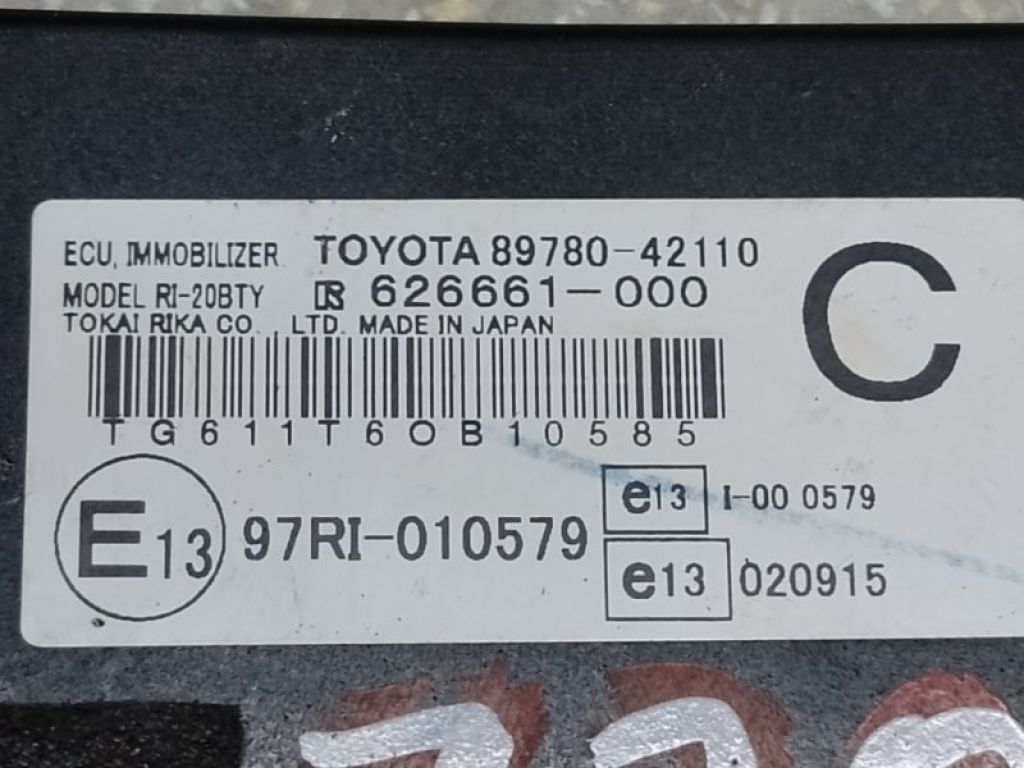 ECU, IMMOBILIZER TOYOTA 89780-42110
MODEL RI-20BTY 626661-000
TOKAI RIKA CO., LTD. MADE IN JAPAN
C
TG611T60B10585
E13 97RI-010579
e13 I-00 0579
e13 020915